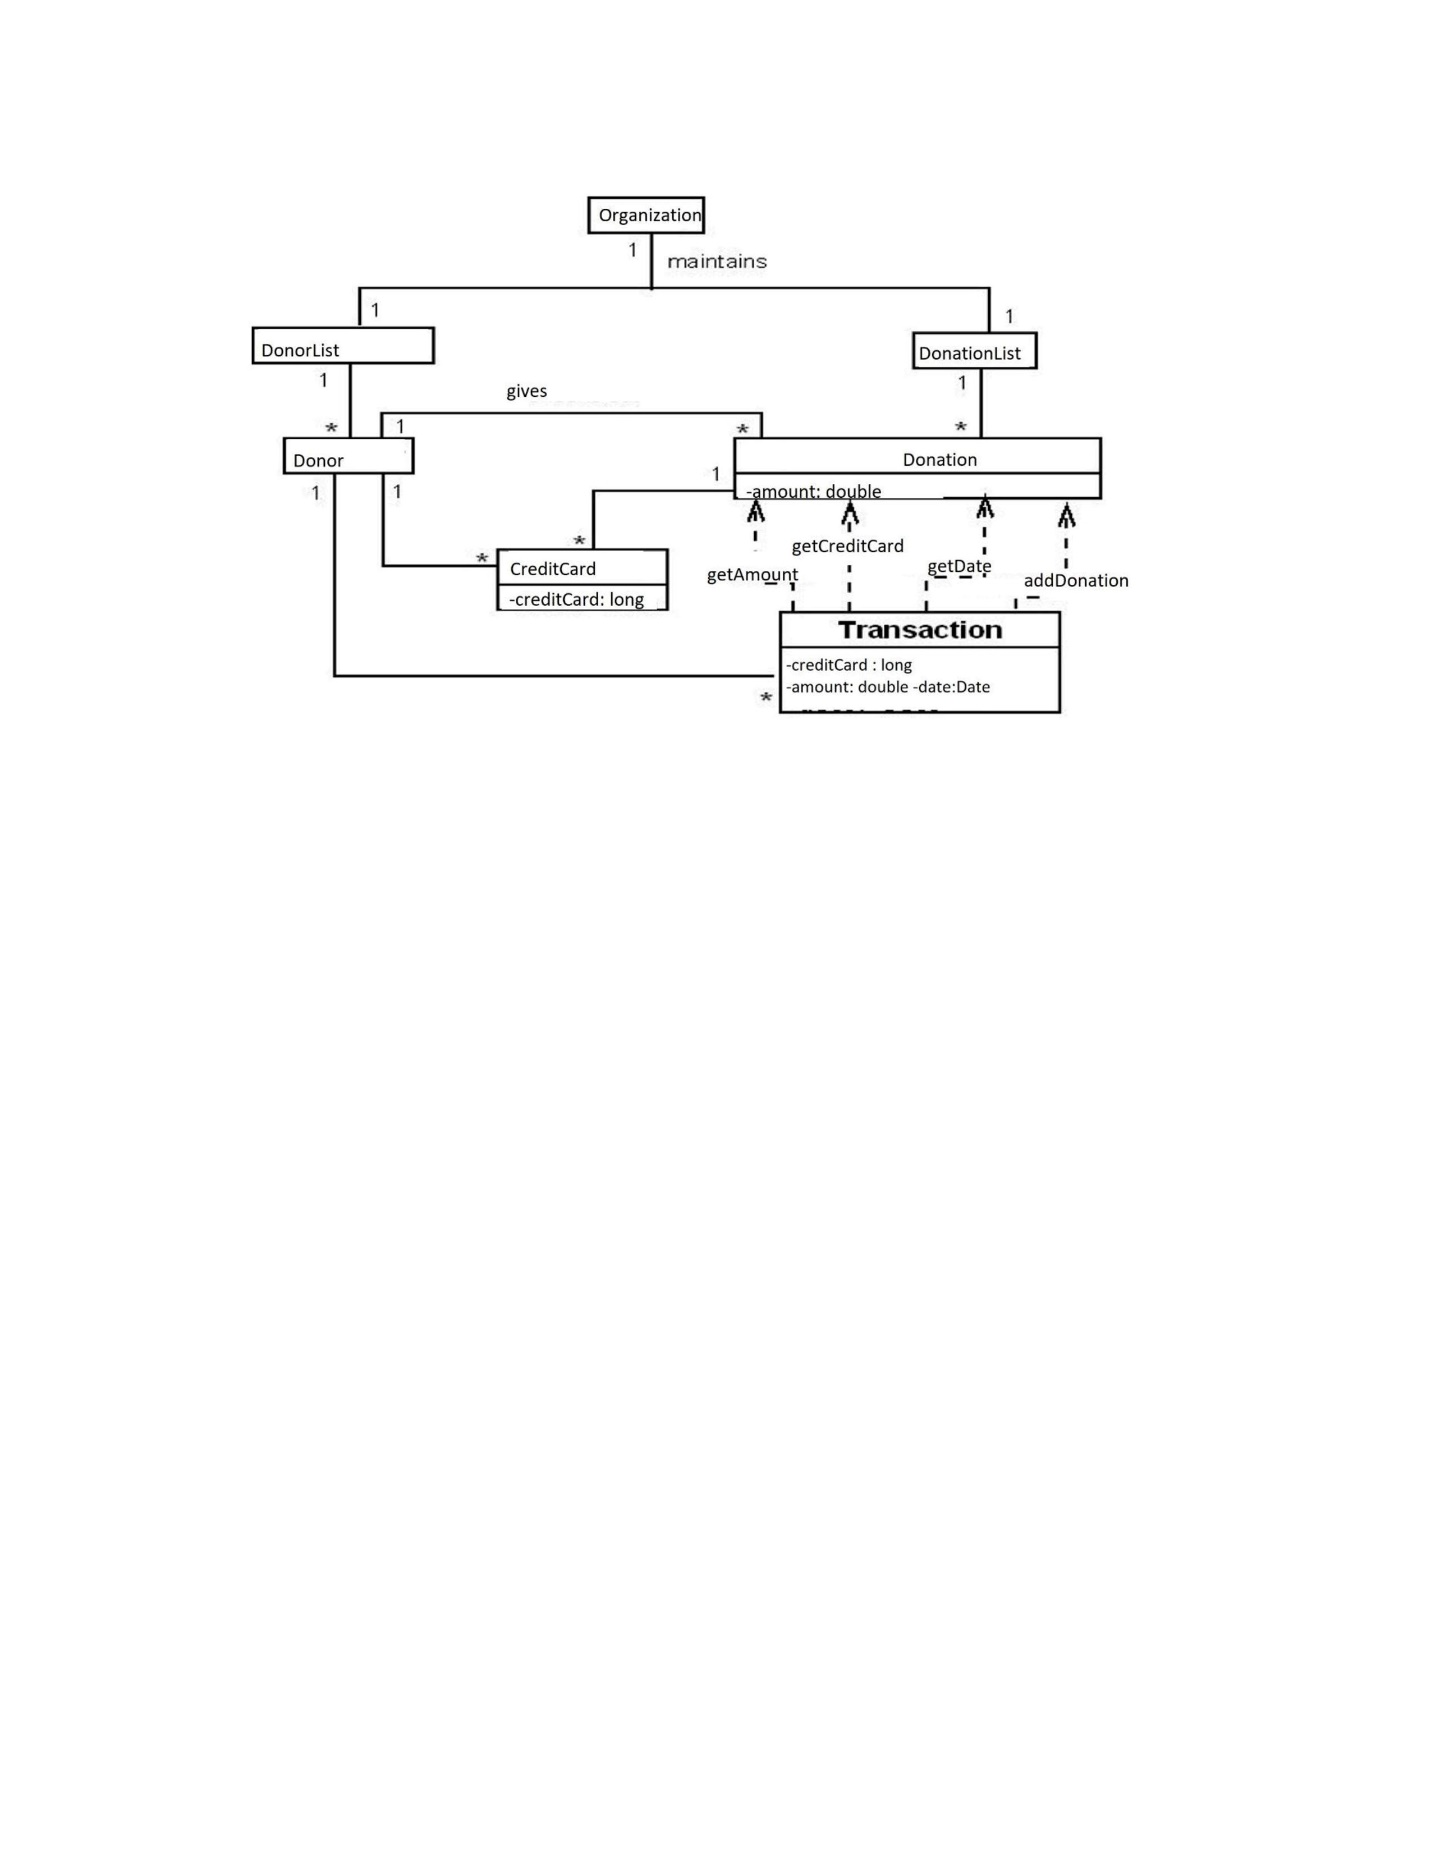 Organization
1
maintains
1
1
DonorList
DonationList
1
1
gives
*
1
*
*
Donor
Donation
1
1
1
-amount: double
*
*
getCreditCard
CreditCard
getAmount
getDate
addDonation
-creditCard: long
Transaction
-creditCard : long
-amount: double -date:Date
*